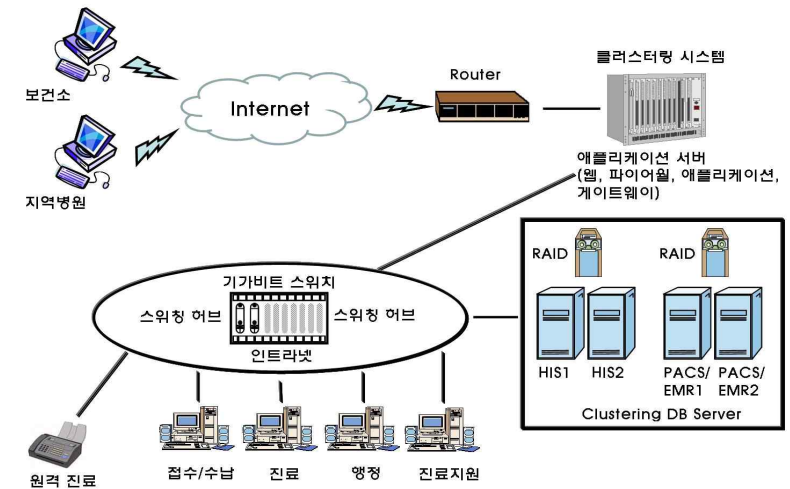 클러스터링 시스템
Router
Internet
보건소
지역병원
애플리케이션 서버
(웹, 파이어월, 애플리케이션,
게이트웨이)
RAID
RAID
기가비트 스위치
스위칭 허브
스위칭 허브
인트라넷
HIS1
HIS2
PACS/
EMR1
PACS/
EMR2
Clustering DB Server
원격 진료
접수/수납
진료
행정
진료지원